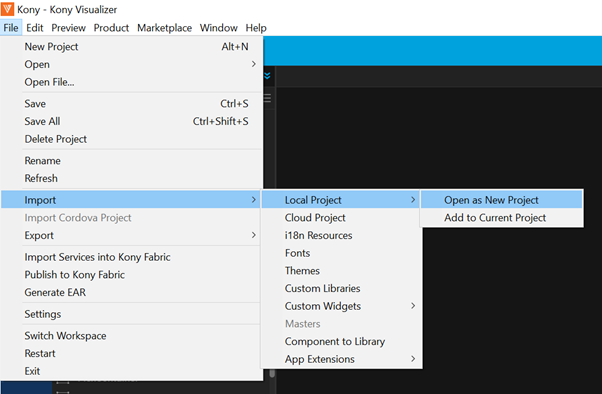 Kony - Kony Visualizer
File Edit Preview Product Marketplace Window Help
New Project Alt+N
Open
Open File...
Save Ctrl+S
Save All Ctrl+Shift+S
Delete Project
Rename
Refresh
Import
Import Cordova Project
Export
Import Services into Kony Fabric
Publish to Kony Fabric
Generate EAR
Settings
Switch Workspace
Restart
Exit
Local Project
Cloud Project
i18n Resources
Fonts
Themes
Custom Libraries
Custom Widgets
Masters
Component to Library
App Extensions
Open as New Project
Add to Current Project